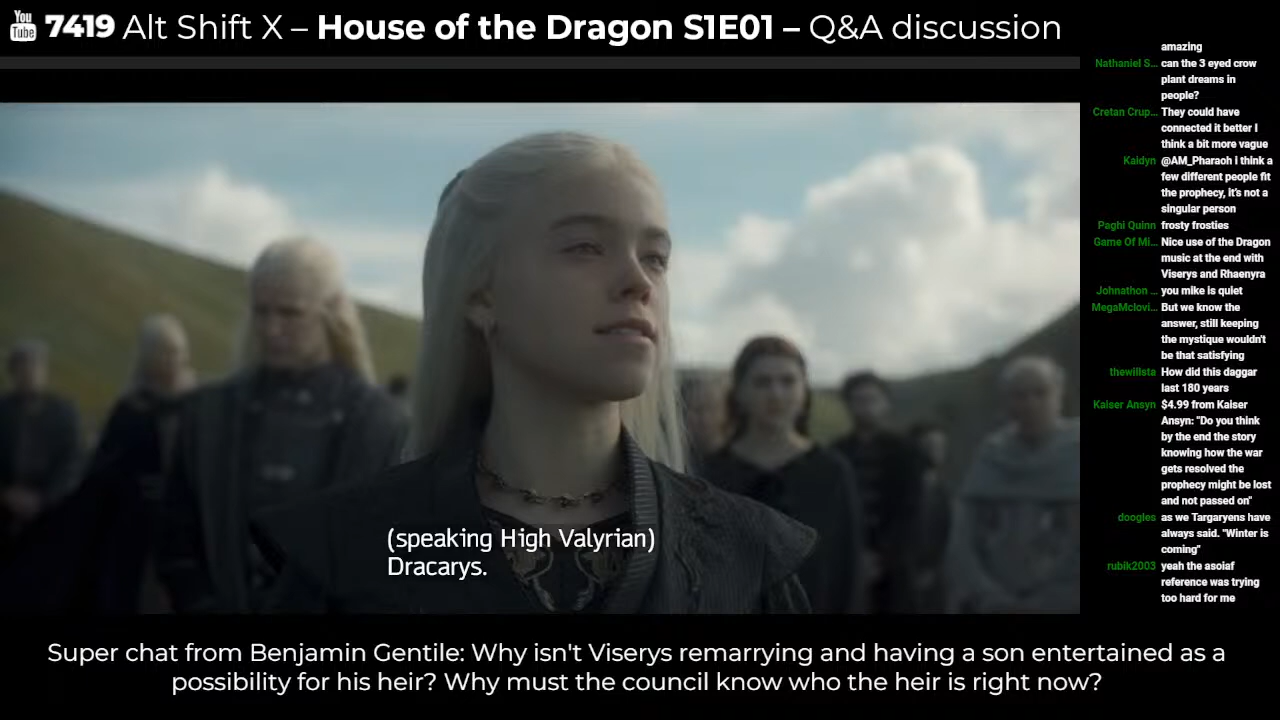 You Tube 7419 Alt Shift X – House of the Dragon S1E01 – Q&A discussion
amazing
Nathaniel S... can the 3 eyed crow
plant dreams in
people?
Cretan Crup... They could have
connected it better I
think a bit more vague
Kaidyn @AM_Pharaoh i think a
few different people fit
the prophecy, it's not a
singular person
Paghi Quinn frosty frosties
Game Of Mi... Nice use of the Dragon
music at the end with
Viserys and Rhaenyra
Johnathon ... you mike is quiet
MegaMclovi... But we know the
answer, still keeping
the mystique wouldn't
be that satisfying
thewillsta How did this daggar
last 180 years
Kaiser Ansyn $4.99 from Kaiser
Ansyn: "Do you think
by the end the story
knowing how the war
gets resolved the
prophecy might be lost
and not passed on"
doogles as we Targaryens have
always said. "Winter is
coming"
rubik2003 yeah the asoiaf
reference was trying
too hard for me
(speaking High Valyrian)
Dracarys.
Super chat from Benjamin Gentile: Why isn't Viserys remarrying and having a son entertained as a
possibility for his heir? Why must the council know who the heir is right now?